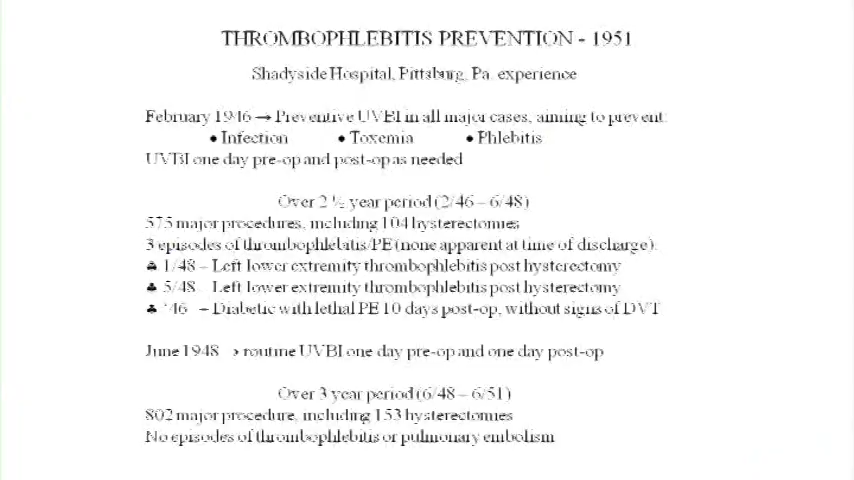 THROMBOPHLEBITIS PREVENTION - 1951
Shadyside Hospital, Pittsburg, Pa. experience
February 1946 → Preventive UVBI in all major cases, aiming to prevent:
• Infection • Toxemia • Phlebitis
UVBI one day pre-op and post-op as needed
Over 2 ½ year period (2/46 – 6/48)
575 major procedures, including 104 hysterectomies
3 episodes of thrombophlebitis/PE (none apparent at time of discharge):
♣ 1/48 – Left lower extremity thrombophlebitis post hysterectomy
♣ 5/48 – Left lower extremity thrombophlebitis post hysterectomy
♣ '46 – Diabetic with lethal PE 10 days post-op, without signs of DVT
June 1948 → routine UVBI one day pre-op and one day post-op
Over 3 year period (6/48 – 6/51)
802 major procedure, including 153 hysterectomies
No episodes of thrombophlebitis or pulmonary embolism